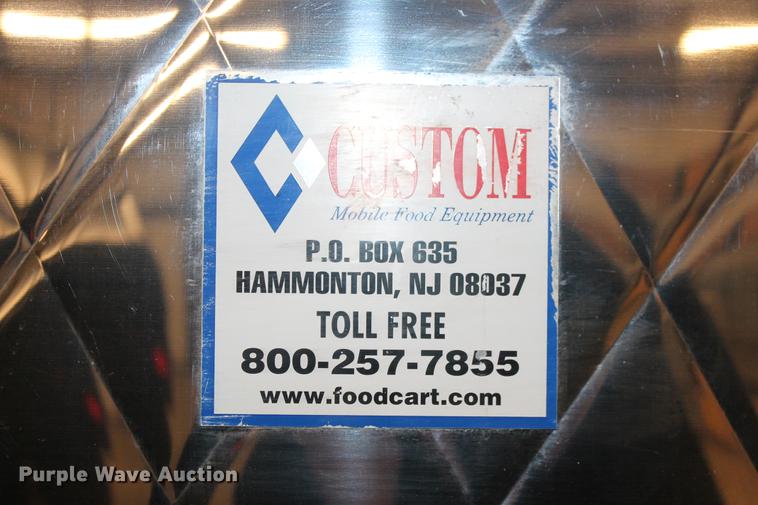 CUSTOM
Mobile Food Equipment
P.O. BOX 635
HAMMONTON, NJ 08037
TOLL FREE
800-257-7855
www.foodcart.com
Purple Wave Auction